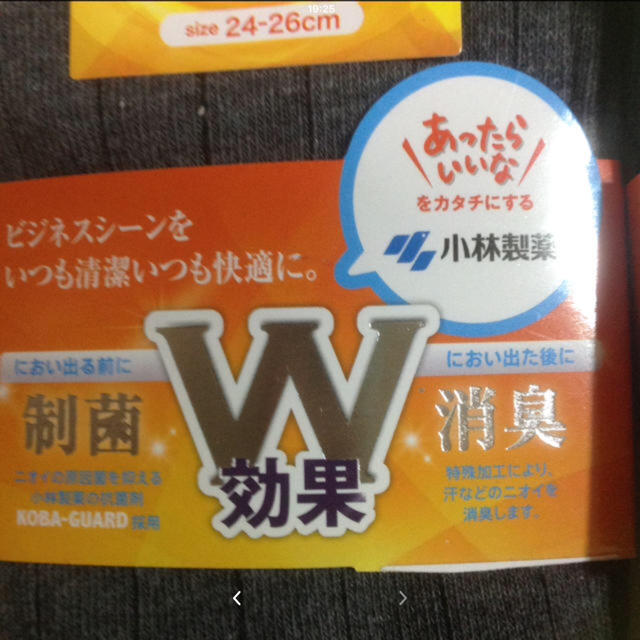 19:25
size 24-26cm
あったら
いいな
をカタチにする
小林製薬
ビジネスシーンを
いつも清潔いつも快適に。
におい出る前に
制菌
ニオイの原因菌を抑える
小林製薬の抗菌剤
KOBA-GUARD 採用
W
効果
におい出た後に
消臭
特殊加工により、
汗などのニオイを
消臭します。